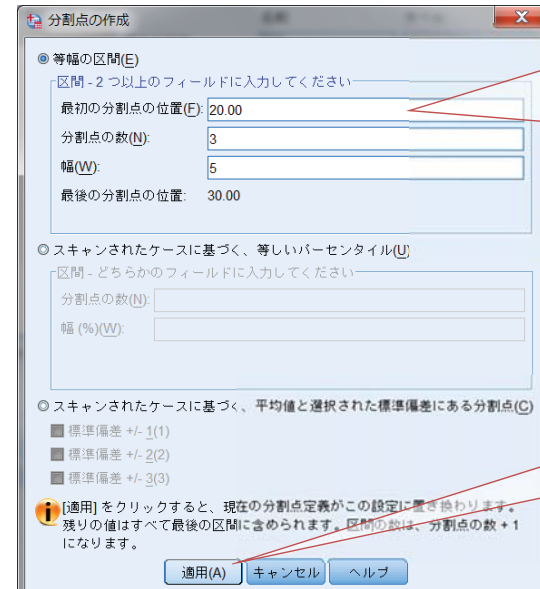 分割点の作成
X
等幅の区間(E)
区間 - 2 つ以上のフィールドに入力してください
最初の分割点の位置(F): 20.00
分割点の数(N): 3
幅(W): 5
最後の分割点の位置: 30.00
スキャンされたケースに基づく、等しいパーセンタイル(U)
区間 - どちらかのフィールドに入力してください
分割点の数(N):
幅 (%)(W):
スキャンされたケースに基づく、平均値と選択された標準偏差にある分割点(C)
標準偏差 +/- 1(1)
標準偏差 +/- 2(2)
標準偏差 +/- 3(3)
[適用] をクリックすると、現在の分割点定義がこの設定に置き換わります。
残りの値はすべて最後の区間に含められます。区間の数は、分割点の数 + 1
になります。
適用(A) キャンセル ヘルプ